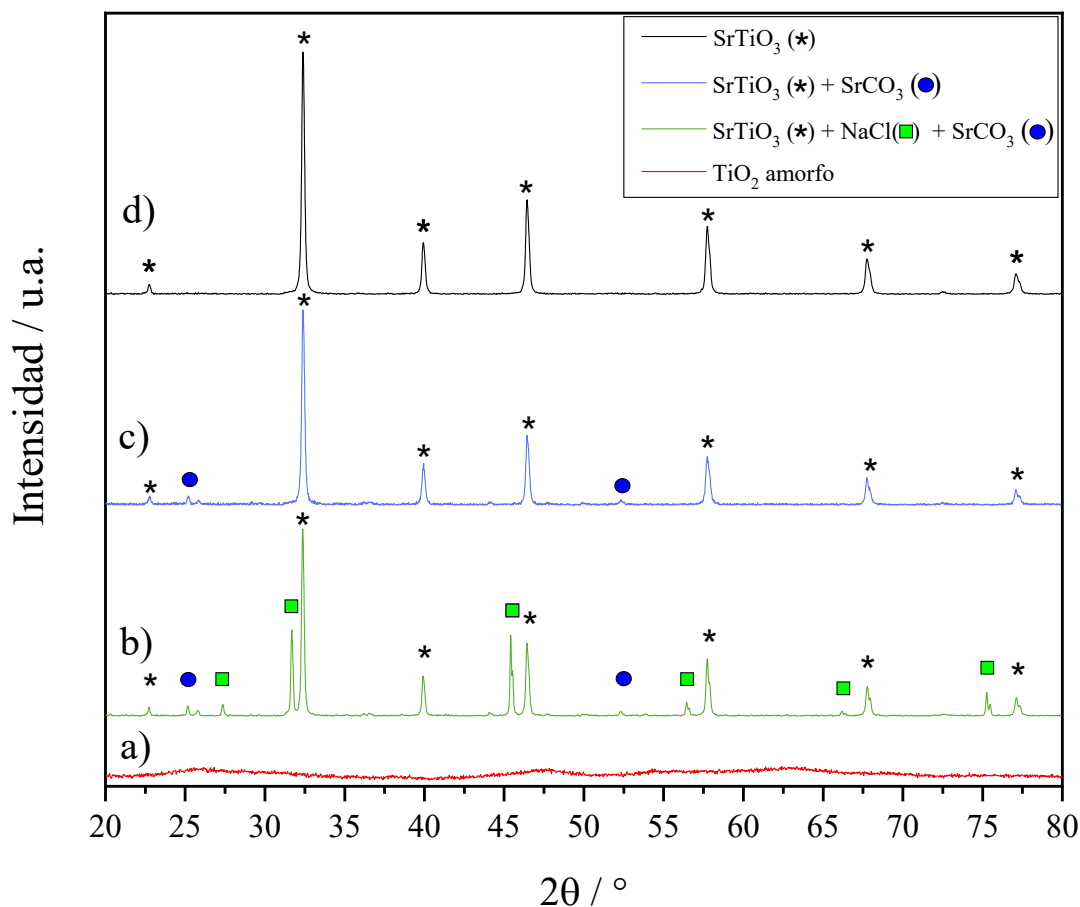 SrTiO₃ (*)
SrTiO₃ (*) + SrCO₃ (●)
SrTiO₃ (*) + NaCl(■) + SrCO₃ (●)
TiO₂ amorfo
d)
c)
b)
a)
Intensidad / u.a.
20 25 30 35 40 45 50 55 60 65 70 75 80
2θ / °